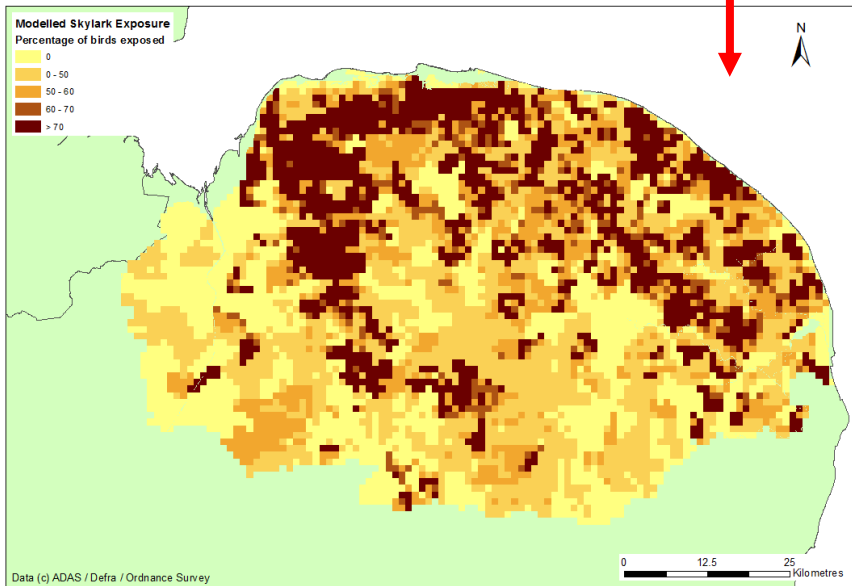 Modelled Skylark Exposure
Percentage of birds exposed
0
0 - 50
50 - 60
60 - 70
> 70
N
0 12.5 25
Kilometres
Data (c) ADAS / Defra / Ordnance Survey